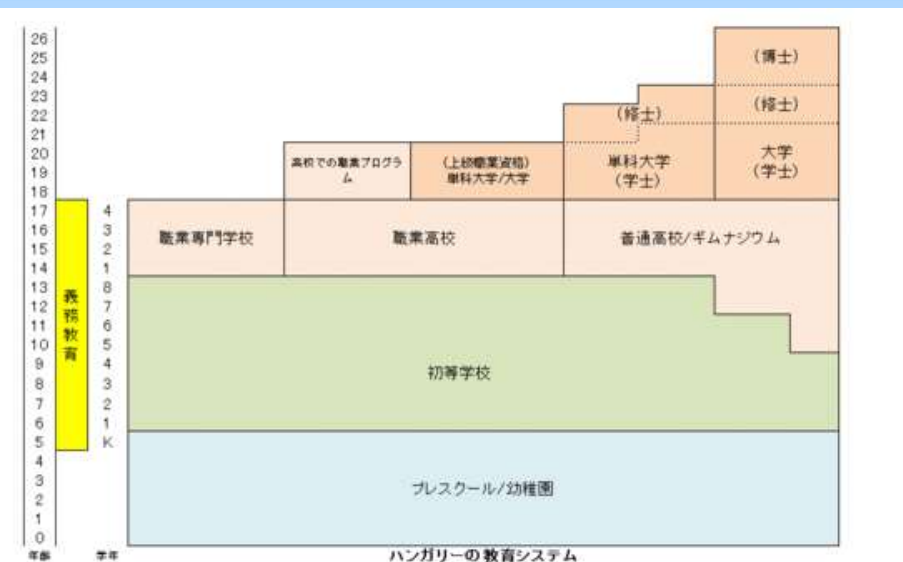 26
25
24
23
22
21
20
19
18
17
16
15
14
13
12
11
10
9
8
7
6
5
4
3
2
1
0
年齢
義務教育
4
3
2
1
8
7
6
5
4
3
2
1
K
学年
(博士)
(修士)
(修士)
大学
(学士)
単科大学
(学士)
高校での職業プログラ
ム
(上級職業資格)
単科大学/大学
職業専門学校
職業高校
普通高校/ギムナジウム
初等学校
プレスクール/幼稚園
ハンガリーの教育システム